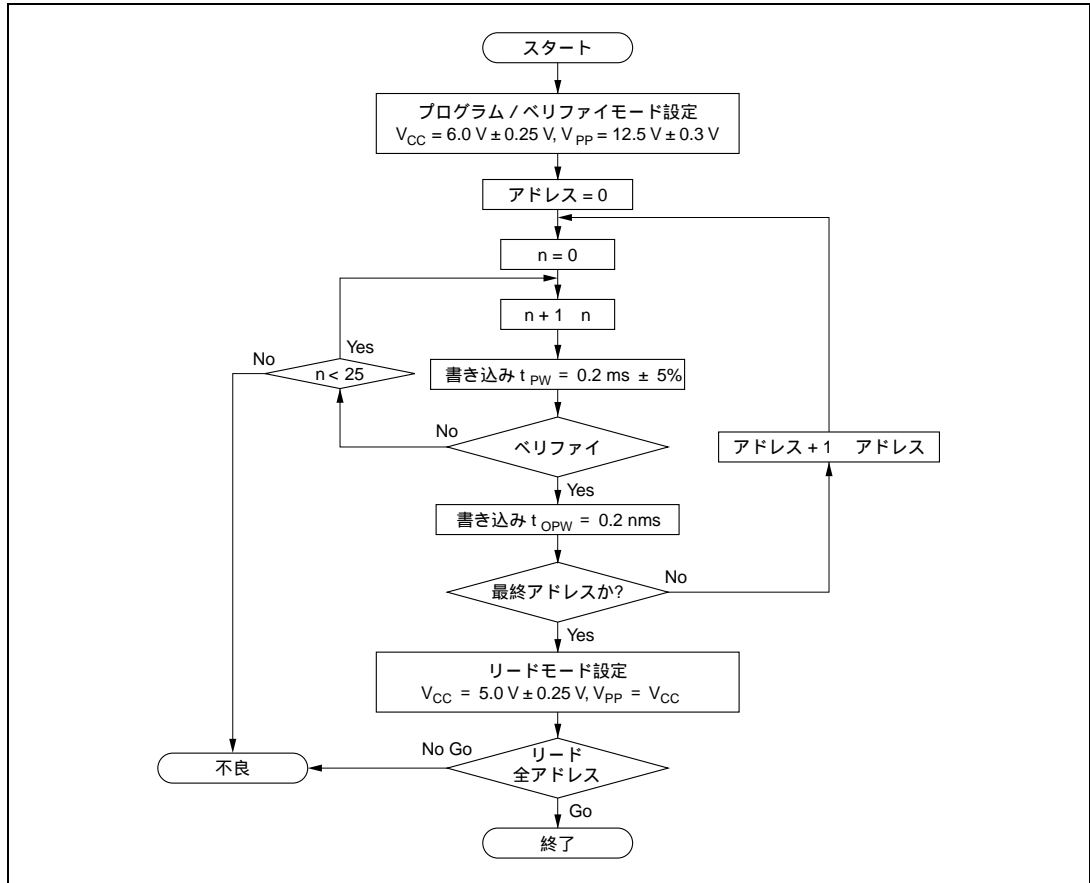 スタート
プログラム / ベリファイモード設定
VCC = 6.0 V ± 0.25 V, VPP = 12.5 V ± 0.3 V
アドレス = 0
n = 0
n + 1 n
Yes
No
n < 25
書き込み tPW = 0.2 ms ± 5%
No
ベリファイ
アドレス + 1 アドレス
Yes
書き込み tOPW = 0.2 nms
最終アドレスか?
No
Yes
リードモード設定
VCC = 5.0 V ± 0.25 V, VPP = VCC
No Go
リード
全アドレス
不良
Go
終了